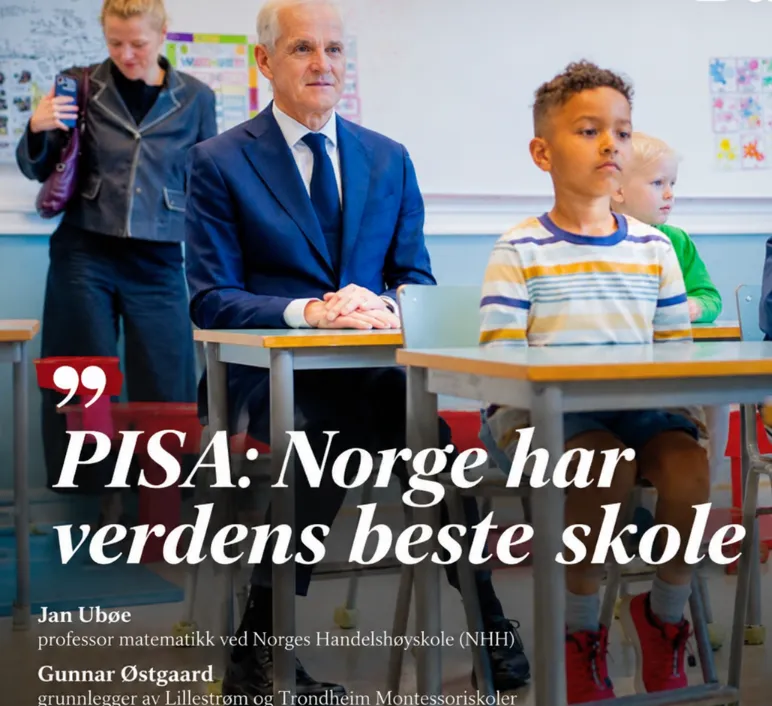 ”
PISA: Norge har
verdens beste skole
Jan Ubøe
professor matematikk ved Norges Handelshøyskole (NHH)
Gunnar Østgaard
grunnlegger av Lillestrøm og Trondheim Montessoriskoler